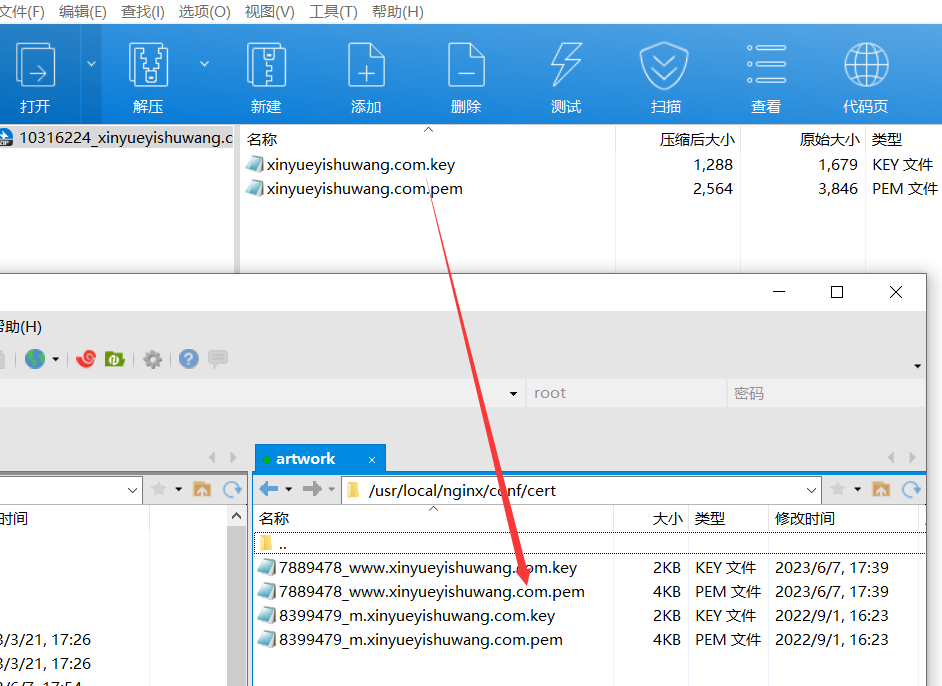 文件(F) 编辑(E) 查找(I) 选项(O) 视图(V) 工具(T) 帮助(H)
打开 解压 新建 添加 删除 测试 扫描 查看 代码页
10316224_xinyueyishuwang.c
名称 压缩后大小 原始大小 类型
xinyueyishuwang.com.key 1,288 1,679 KEY 文件
xinyueyishuwang.com.pem 2,564 3,846 PEM 文件
帮助(H)
root 密码
artwork ×
/usr/local/nginx/conf/cert
时间 名称 大小 类型 修改时间
..
7889478_www.xinyueyishuwang.com.key 2KB KEY 文件 2023/6/7, 17:39
7889478_www.xinyueyishuwang.com.pem 4KB PEM 文件 2023/6/7, 17:39
8399479_m.xinyueyishuwang.com.key 2KB KEY 文件 2022/9/1, 16:23
3/3/21, 17:26 8399479_m.xinyueyishuwang.com.pem 4KB PEM 文件 2022/9/1, 16:23
3/3/21, 17:26